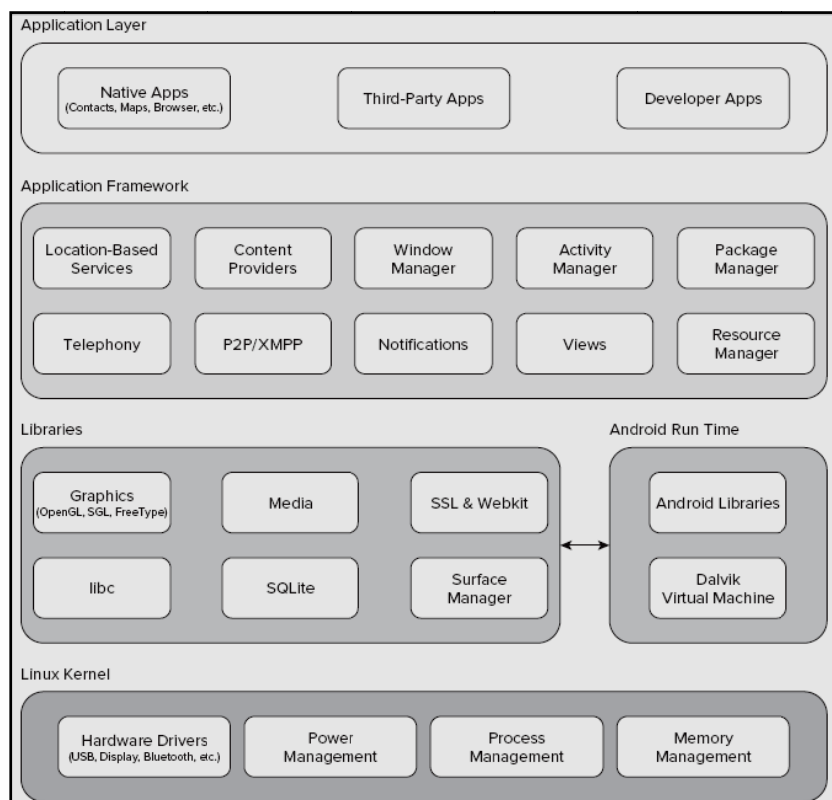 Application Layer
Native Apps
(Contacts, Maps, Browser, etc.)
Third-Party Apps
Developer Apps
Application Framework
Location-Based
Services
Content
Providers
Window
Manager
Activity
Manager
Package
Manager
Telephony
P2P/XMPP
Notifications
Views
Resource
Manager
Libraries
Graphics
(OpenGL, SGL, FreeType)
Media
SSL & Webkit
libc
SQLite
Surface
Manager
Android Run Time
Android Libraries
Dalvik
Virtual Machine
Linux Kernel
Hardware Drivers
(USB, Display, Bluetooth, etc.)
Power
Management
Process
Management
Memory
Management